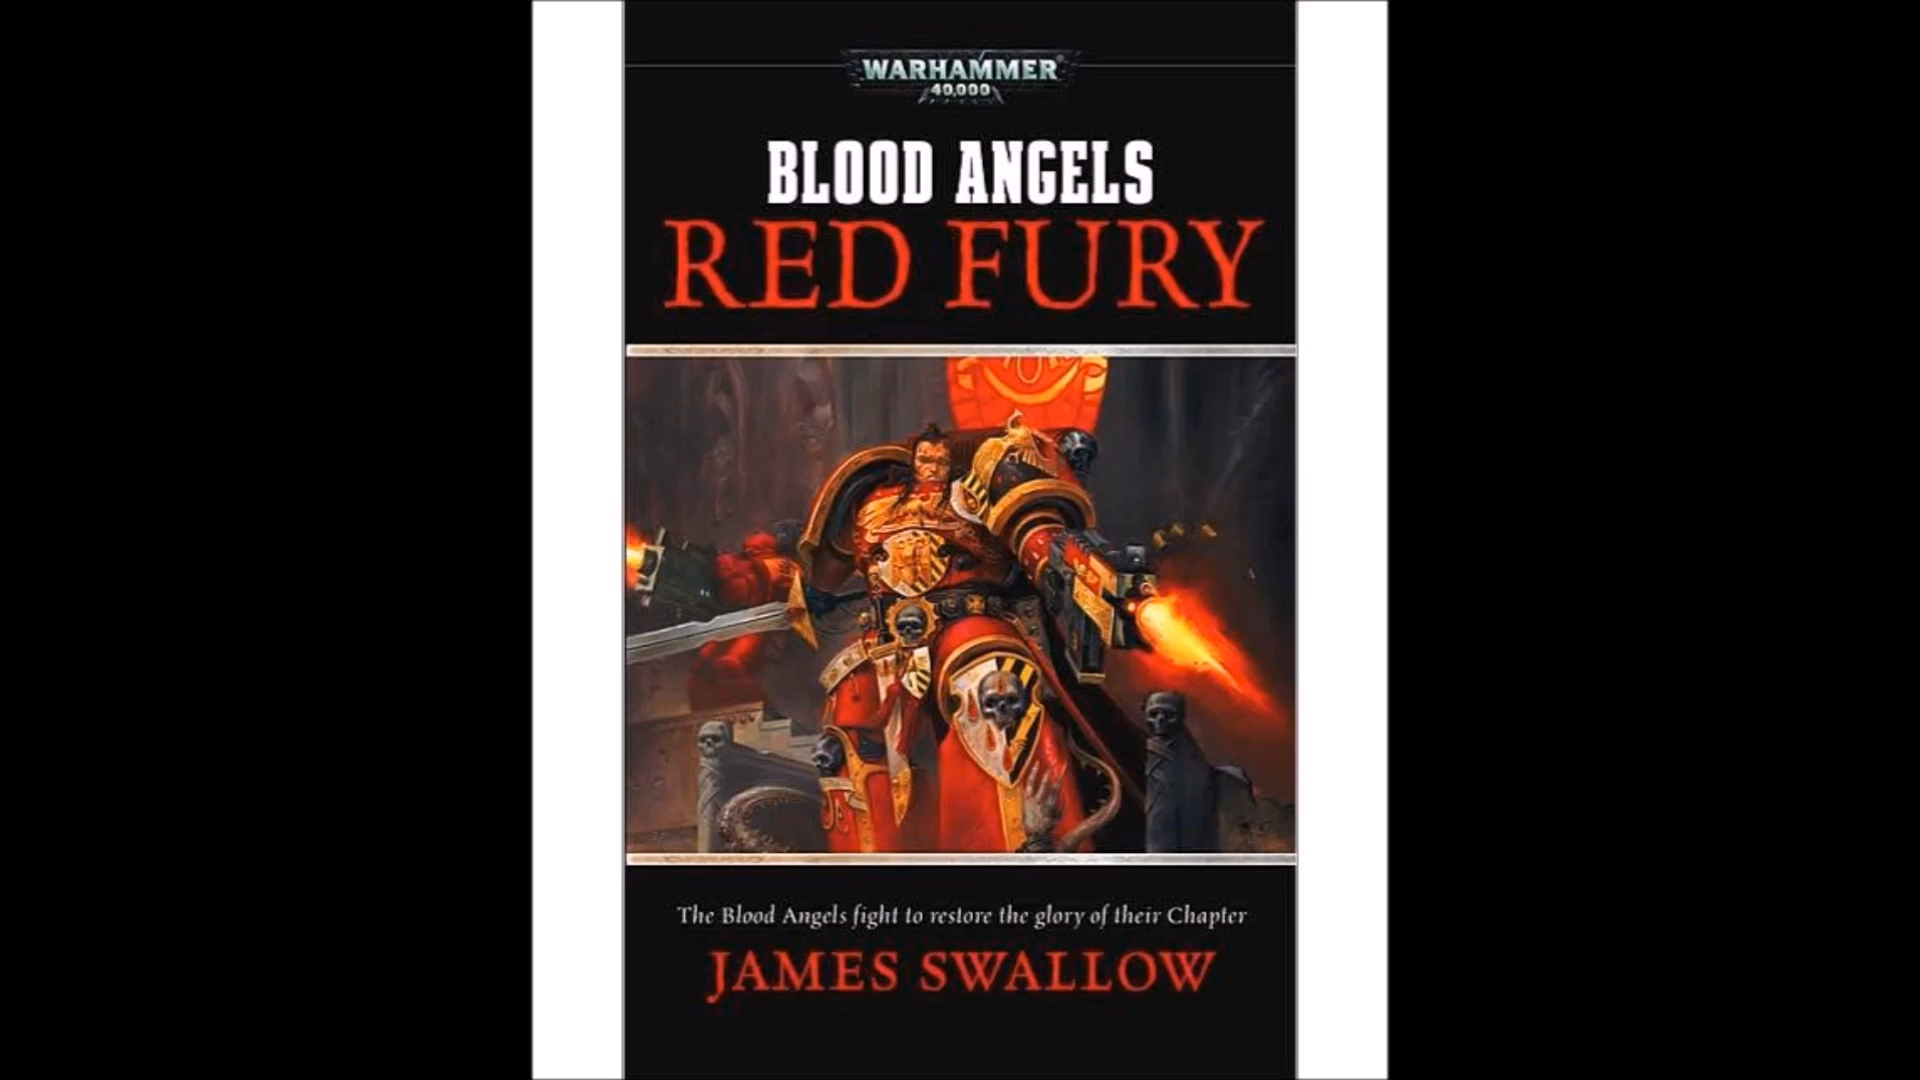 WARHAMMER
40,000
BLOOD ANGELS
RED FURY
The Blood Angels fight to restore the glory of their Chapter
JAMES SWALLOW